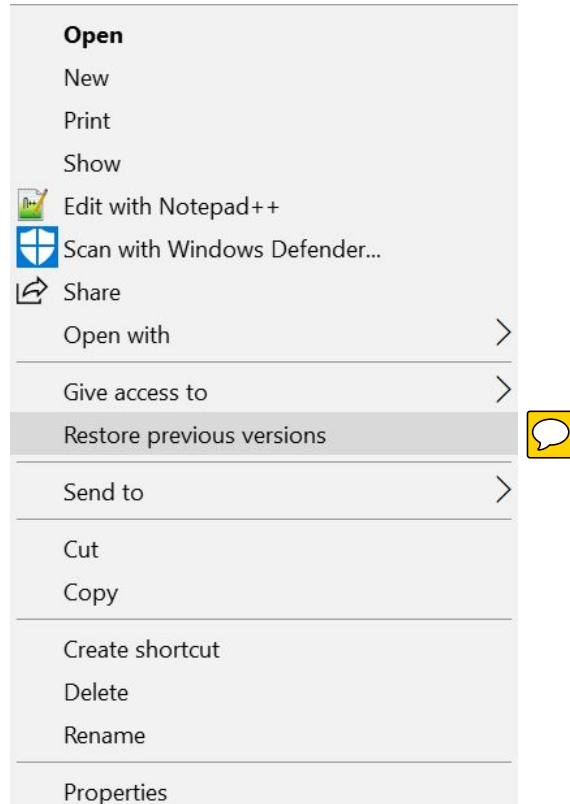 Open
New
Print
Show
Edit with Notepad++
Scan with Windows Defender...
Share
Open with
Give access to
Restore previous versions
Send to
Cut
Copy
Create shortcut
Delete
Rename
Properties